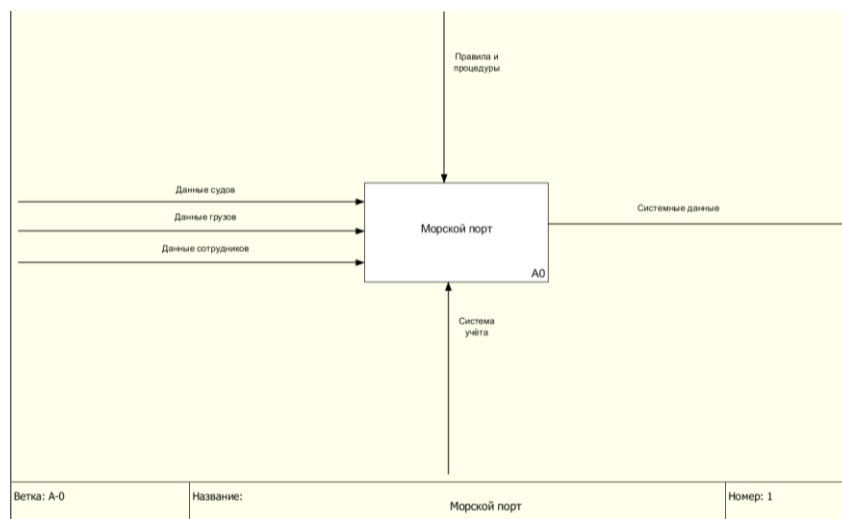 Правила и
процедуры
Данные судов
Данные грузов
Данные сотрудников
Морской порт
A0
Системные данные
Система
учёта
Ветка: A-0
Название:
Морской порт
Номер: 1